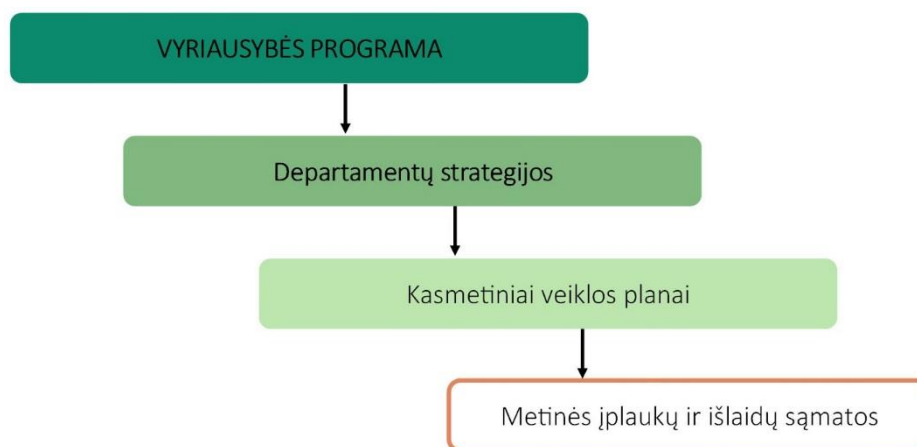 VYRIAUSYBĖS PROGRAMA
Departamentų strategijos
Kasmetiniai veiklos planai
Metinės įplaukų ir išlaidų sąmatos